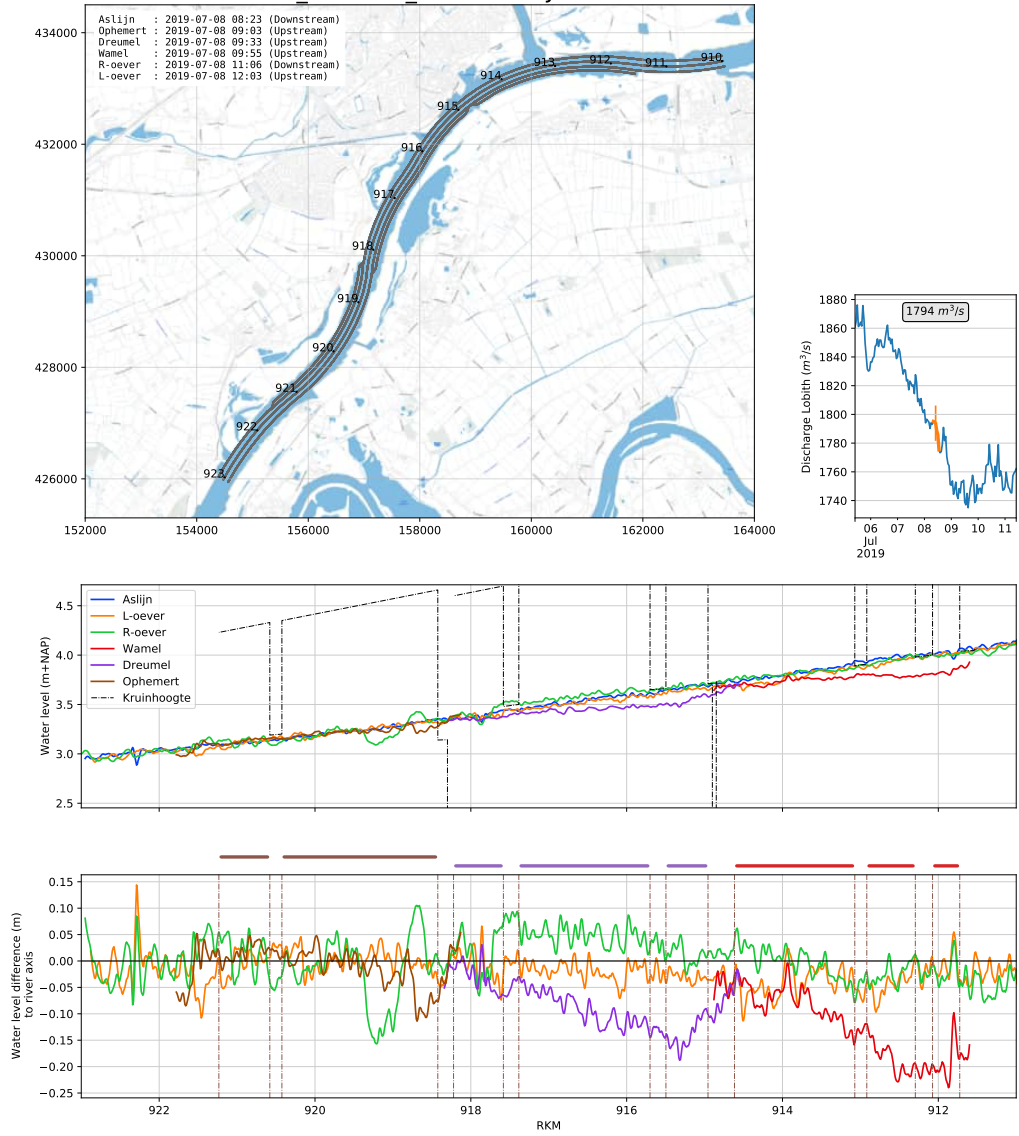 434000
432000
430000
428000
426000
152000 154000 156000 158000 160000 162000 164000
Aslijn : 2019-07-08 08:23 (Downstream)
Ophemert : 2019-07-08 09:03 (Upstream)
Dreumel : 2019-07-08 09:33 (Upstream)
Wamel : 2019-07-08 09:55 (Upstream)
R-oever : 2019-07-08 11:06 (Downstream)
L-oever : 2019-07-08 12:03 (Upstream)
910
911
912
913
914
915
916
917
918
919
920
921
922
923
Discharge Lobith (m³/s)
1880
1860
1840
1820
1800
1780
1760
1740
1794 m³/s
06 07 08 09 10 11
Jul
2019
Water level (m+NAP)
4.5
4.0
3.5
3.0
2.5
Aslijn
L-oever
R-oever
Wamel
Dreumel
Ophemert
Kruinhoogte
Water level difference (m)
to river axis
0.15
0.10
0.05
0.00
−0.05
−0.10
−0.15
−0.20
−0.25
922 920 918 916 914 912
RKM